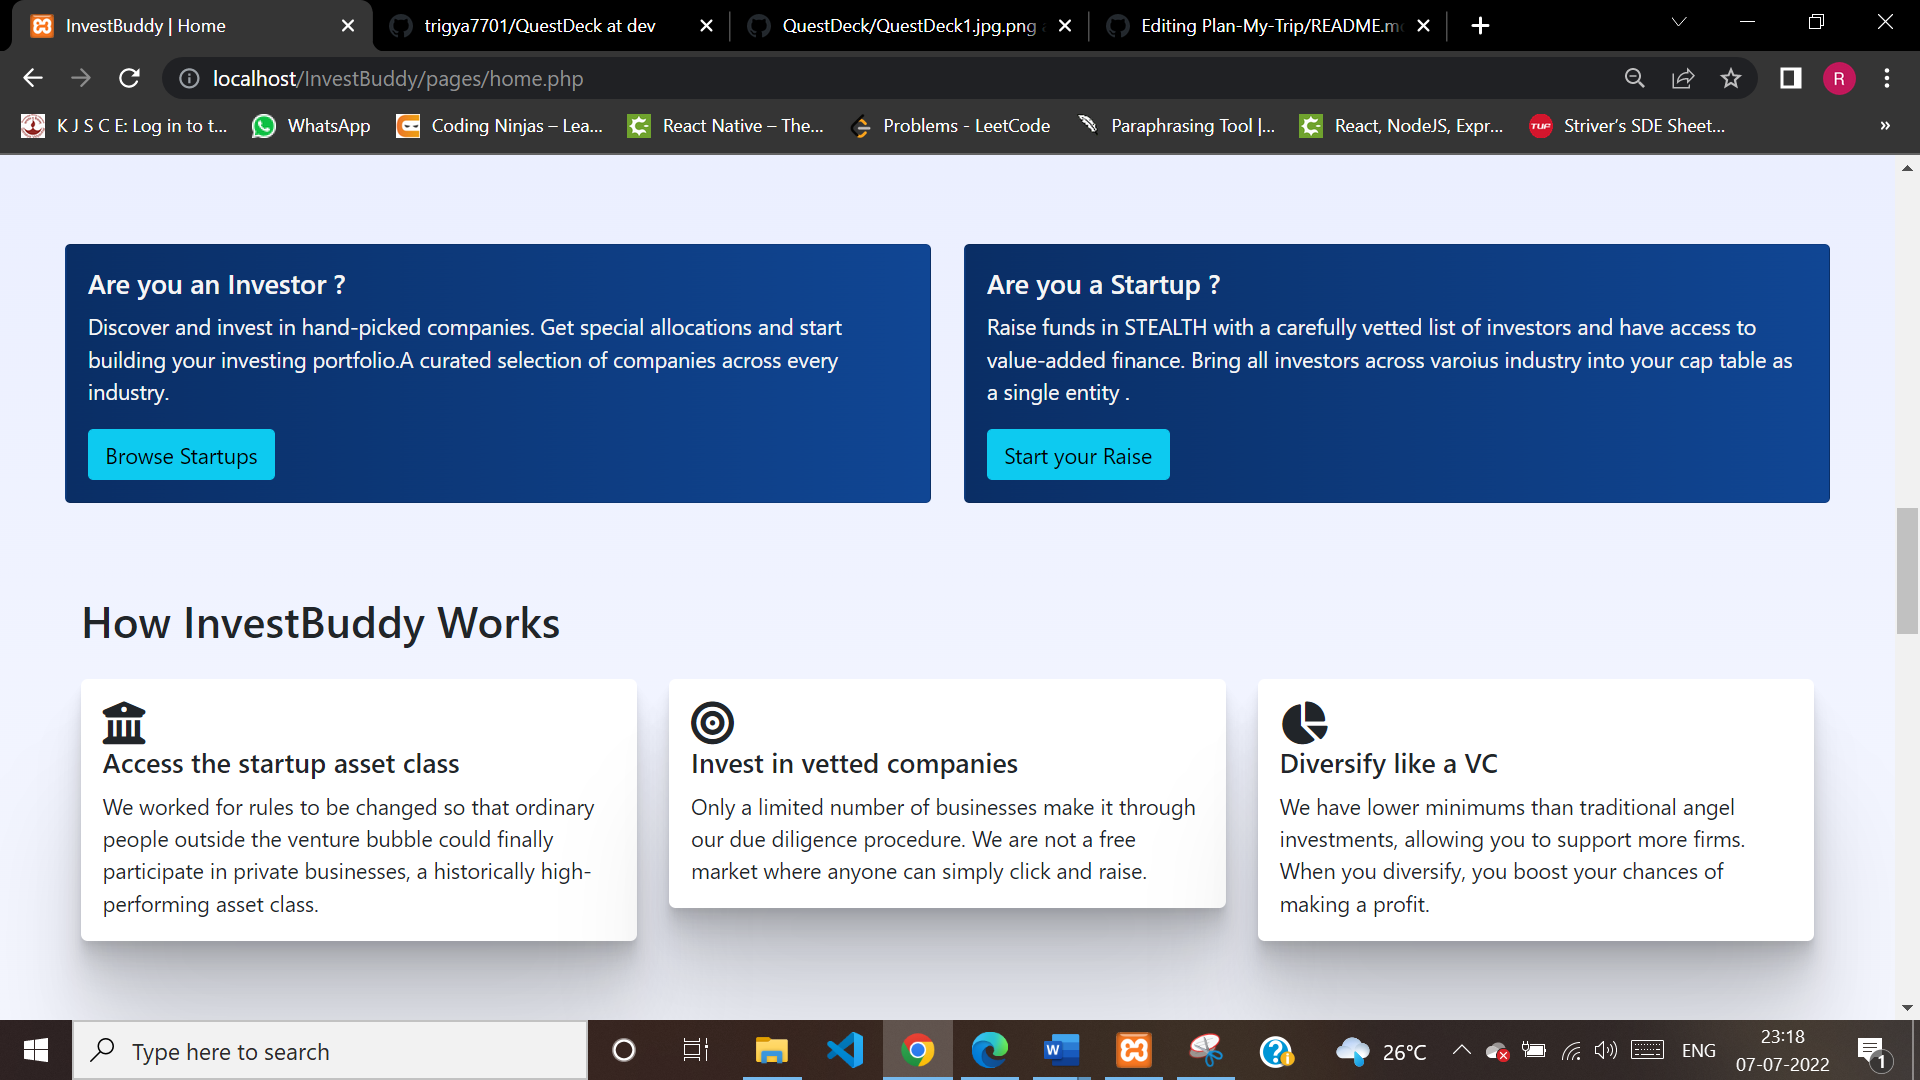 InvestBuddy | Home
trigya7701/QuestDeck at dev
QuestDeck/QuestDeck1.jpg.png a
Editing Plan-My-Trip/README.m
localhost/InvestBuddy/pages/home.php
R
K J S C E: Log in to t...
WhatsApp
Coding Ninjas – Lea...
React Native – The...
Problems - LeetCode
Paraphrasing Tool |...
React, NodeJS, Expr...
TUF
Striver's SDE Sheet...
»
Are you an Investor ?
Discover and invest in hand-picked companies. Get special allocations and start
building your investing portfolio.A curated selection of companies across every
industry.
Browse Startups
Are you a Startup ?
Raise funds in STEALTH with a carefully vetted list of investors and have access to
value-added finance. Bring all investors across varoius industry into your cap table as
a single entity .
Start your Raise
How InvestBuddy Works
Access the startup asset class
We worked for rules to be changed so that ordinary
people outside the venture bubble could finally
participate in private businesses, a historically high-
performing asset class.
Invest in vetted companies
Only a limited number of businesses make it through
our due diligence procedure. We are not a free
market where anyone can simply click and raise.
Diversify like a VC
We have lower minimums than traditional angel
investments, allowing you to support more firms.
When you diversify, you boost your chances of
making a profit.
Type here to search
26°C
ENG
23:18
07-07-2022
1